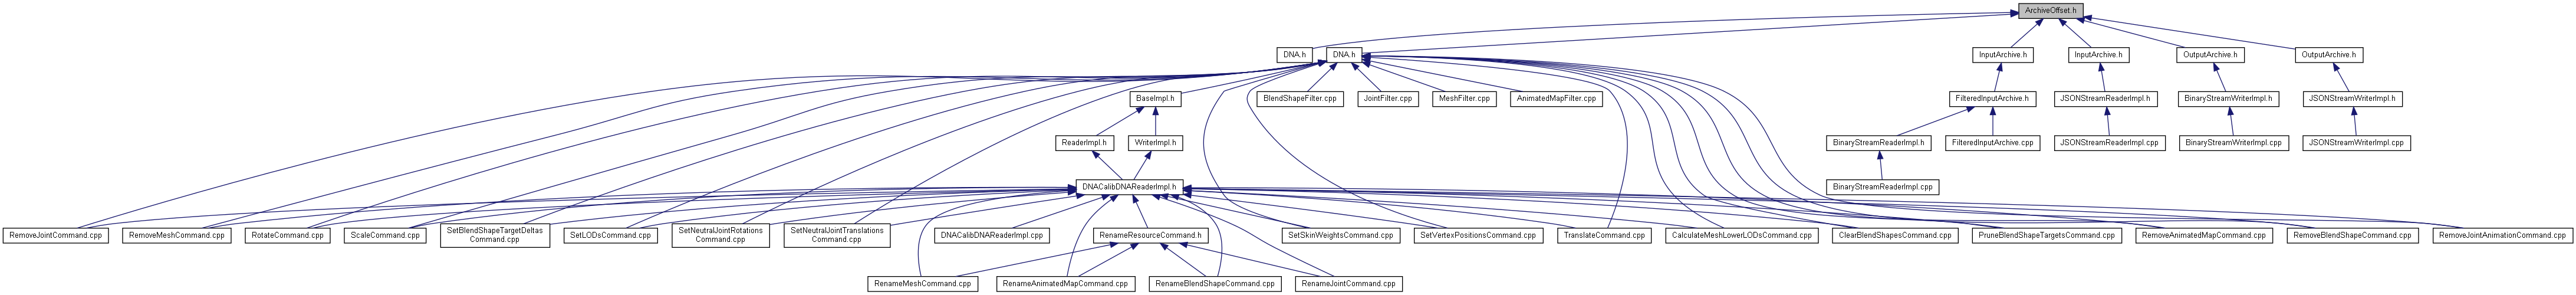 ArchiveOffset.h
DNA.h
DNA.h
InputArchive.h
InputArchive.h
OutputArchive.h
OutputArchive.h
BaseImpl.h
BlendShapeFilter.cpp
JointFilter.cpp
MeshFilter.cpp
AnimatedMapFilter.cpp
FilteredInputArchive.h
JSONStreamReaderImpl.h
BinaryStreamWriterImpl.h
JSONStreamWriterImpl.h
ReaderImpl.h
WriterImpl.h
BinaryStreamReaderImpl.h
FilteredInputArchive.cpp
JSONStreamReaderImpl.cpp
BinaryStreamWriterImpl.cpp
JSONStreamWriterImpl.cpp
DNACalibDNAReaderImpl.h
BinaryStreamReaderImpl.cpp
RemoveJointCommand.cpp
RemoveMeshCommand.cpp
RotateCommand.cpp
ScaleCommand.cpp
SetBlendShapeTargetDeltas
Command.cpp
SetLODsCommand.cpp
SetNeutralJointRotations
Command.cpp
SetNeutralJointTranslations
Command.cpp
DNACalibDNAReaderImpl.cpp
RenameResourceCommand.h
SetSkinWeightsCommand.cpp
SetVertexPositionsCommand.cpp
TranslateCommand.cpp
CalculateMeshLowerLODsCommand.cpp
ClearBlendShapesCommand.cpp
PruneBlendShapeTargetsCommand.cpp
RemoveAnimatedMapCommand.cpp
RemoveBlendShapeCommand.cpp
RemoveJointAnimationCommand.cpp
RenameMeshCommand.cpp
RenameAnimatedMapCommand.cpp
RenameBlendShapeCommand.cpp
RenameJointCommand.cpp